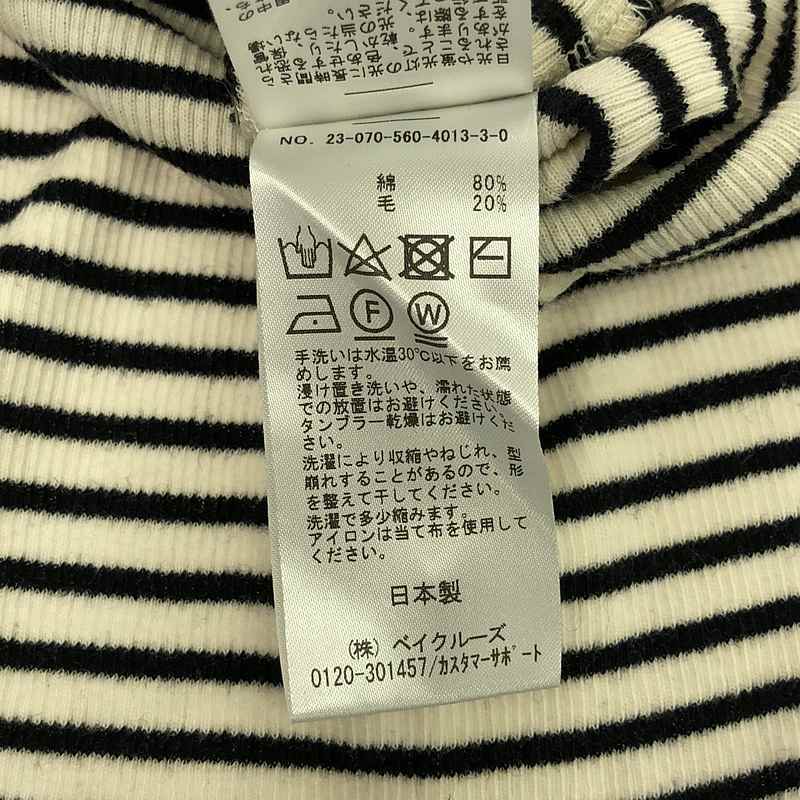 NO. 23-070-560-4013-3-0
綿 80%
毛 20%
F W
手洗いは水温30℃以下をお薦
めします。
浸け置き洗いや、濡れた状態
での放置はお避けください。
タンブラー乾燥はお避けくだ
さい。
洗濯により収縮やねじれ、型
崩れすることがあるので、形
を整えて干してください。
洗濯で多少縮みます。
アイロンは当て布を使用して
ください。
日本製
(株) ベイクルーズ
0120-301457/カスタマーサポート